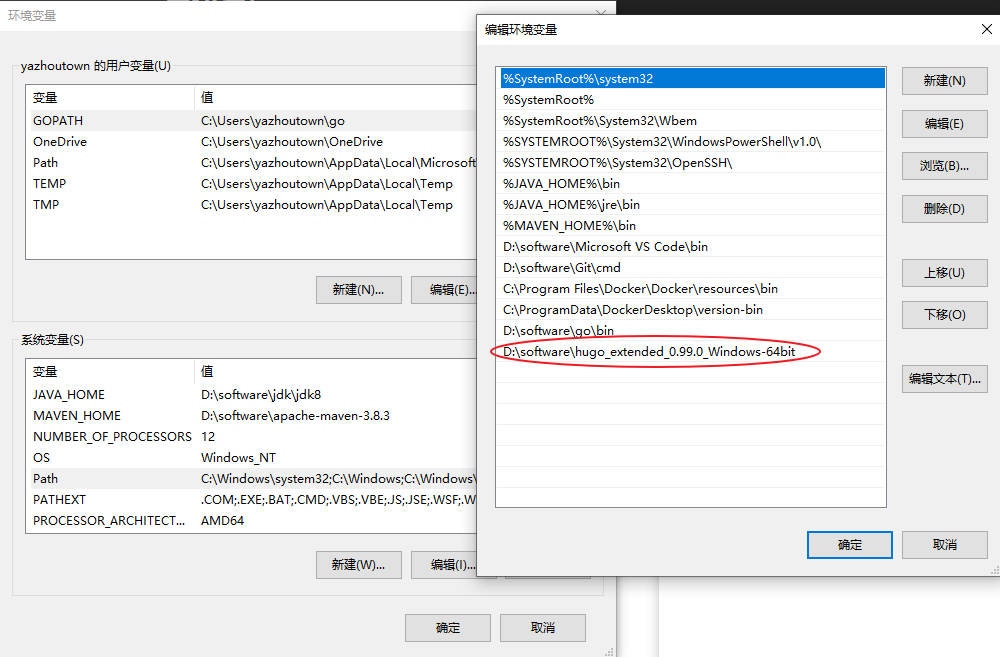 环境变量
yazhoutown 的用户变量(U)
变量 值
GOPATH C:\Users\yazhoutown\go
OneDrive C:\Users\yazhoutown\OneDrive
Path C:\Users\yazhoutown\AppData\Local\Microsoft
TEMP C:\Users\yazhoutown\AppData\Local\Temp
TMP C:\Users\yazhoutown\AppData\Local\Temp
新建(N)... 编辑(E)...
系统变量(S)
变量 值
JAVA_HOME D:\software\jdk\jdk8
MAVEN_HOME D:\software\apache-maven-3.8.3
NUMBER_OF_PROCESSORS 12
OS Windows_NT
Path C:\Windows\system32;C:\Windows;C:\Windows\
PATHEXT .COM;.EXE;.BAT;.CMD;.VBS;.VBE;.JS;.JSE;.WSF;.W
PROCESSOR_ARCHITECT... AMD64
新建(W)... 编辑(I)...
确定 取消
编辑环境变量
%SystemRoot%\system32
%SystemRoot%
%SystemRoot%\System32\Wbem
%SYSTEMROOT%\System32\WindowsPowerShell\v1.0\
%SYSTEMROOT%\System32\OpenSSH\
%JAVA_HOME%\bin
%JAVA_HOME%\jre\bin
%MAVEN_HOME%\bin
D:\software\Microsoft VS Code\bin
D:\software\Git\cmd
C:\Program Files\Docker\Docker\resources\bin
C:\ProgramData\DockerDesktop\version-bin
D:\software\go\bin
D:\software\hugo_extended_0.99.0_Windows-64bit
新建(N)
编辑(E)
浏览(B)...
删除(D)
上移(U)
下移(O)
编辑文本(T)...
确定 取消